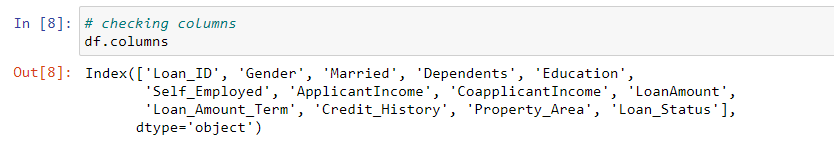 In [8]: # checking columns
df.columns
Out[8]: Index(['Loan_ID', 'Gender', 'Married', 'Dependents', 'Education',
'Self_Employed', 'ApplicantIncome', 'CoapplicantIncome', 'LoanAmount',
'Loan_Amount_Term', 'Credit_History', 'Property_Area', 'Loan_Status'],
dtype='object')